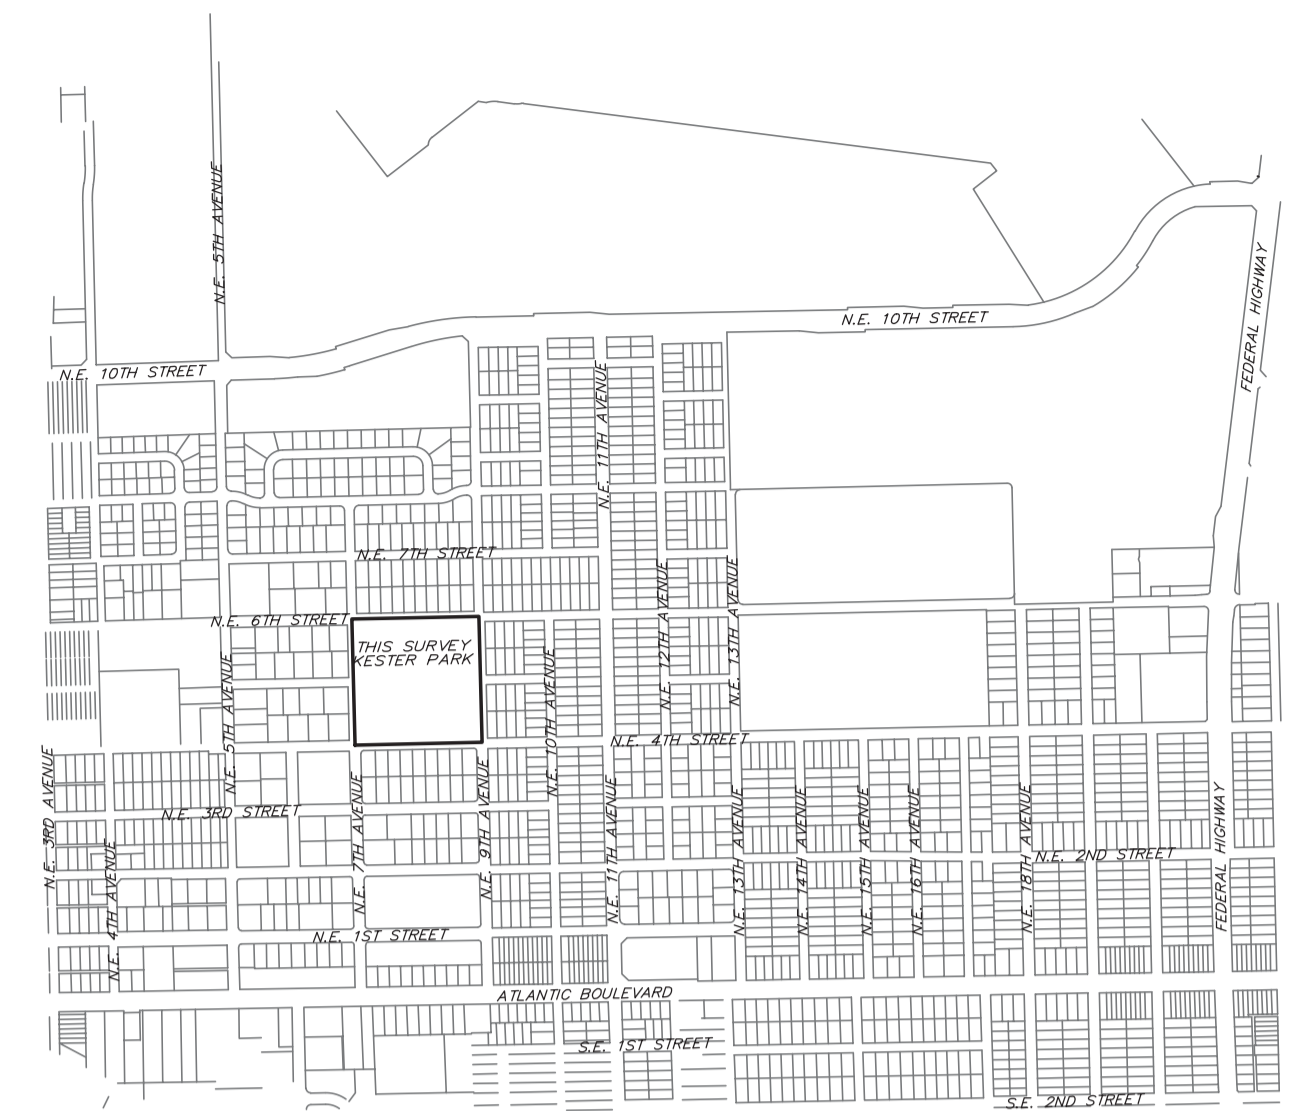 N.E. 5TH AVENUE
FEDERAL HIGHWAY
N.E. 10TH STREET
N.E. 10TH STREET
N.E. 11TH AVENUE
N.E. 7TH STREET
N.E. 12TH AVENUE
N.E. 13TH AVENUE
N.E. 6TH STREET
THIS SURVEY
KESTER PARK
N.E. 5TH AVENUE
N.E. 10TH AVENUE
N.E. 4TH STREET
N.E. 3RD AVENUE
N.E. 7TH AVENUE
N.E. 9TH AVENUE
N.E. 11TH AVENUE
N.E. 13TH AVENUE
N.E. 14TH AVENUE
N.E. 15TH AVENUE
N.E. 16TH AVENUE
N.E. 18TH AVENUE
FEDERAL HIGHWAY
N.E. 3RD STREET
N.E. 4TH AVENUE
N.E. 2ND STREET
N.E. 1ST STREET
ATLANTIC BOULEVARD
S.E. 1ST STREET
S.E. 2ND STREET